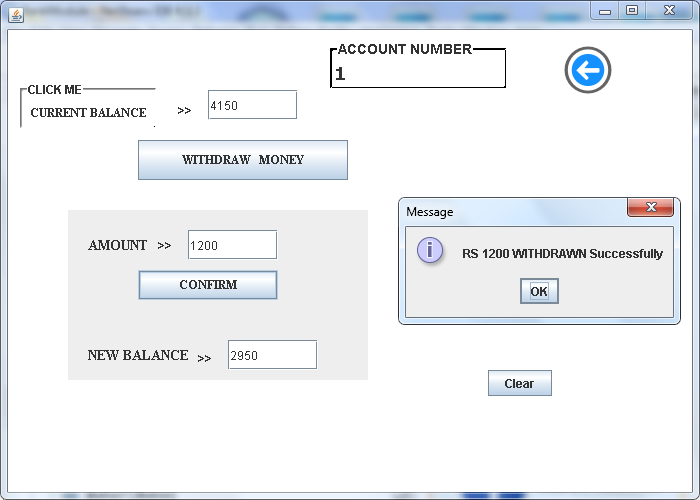 ACCOUNT NUMBER
1
CLICK ME
CURRENT BALANCE >> 4150
WITHDRAW MONEY
AMOUNT >> 1200
CONFIRM
NEW BALANCE >> 2950
Message
i
RS 1200 WITHDRAWN Successfully
OK
Clear